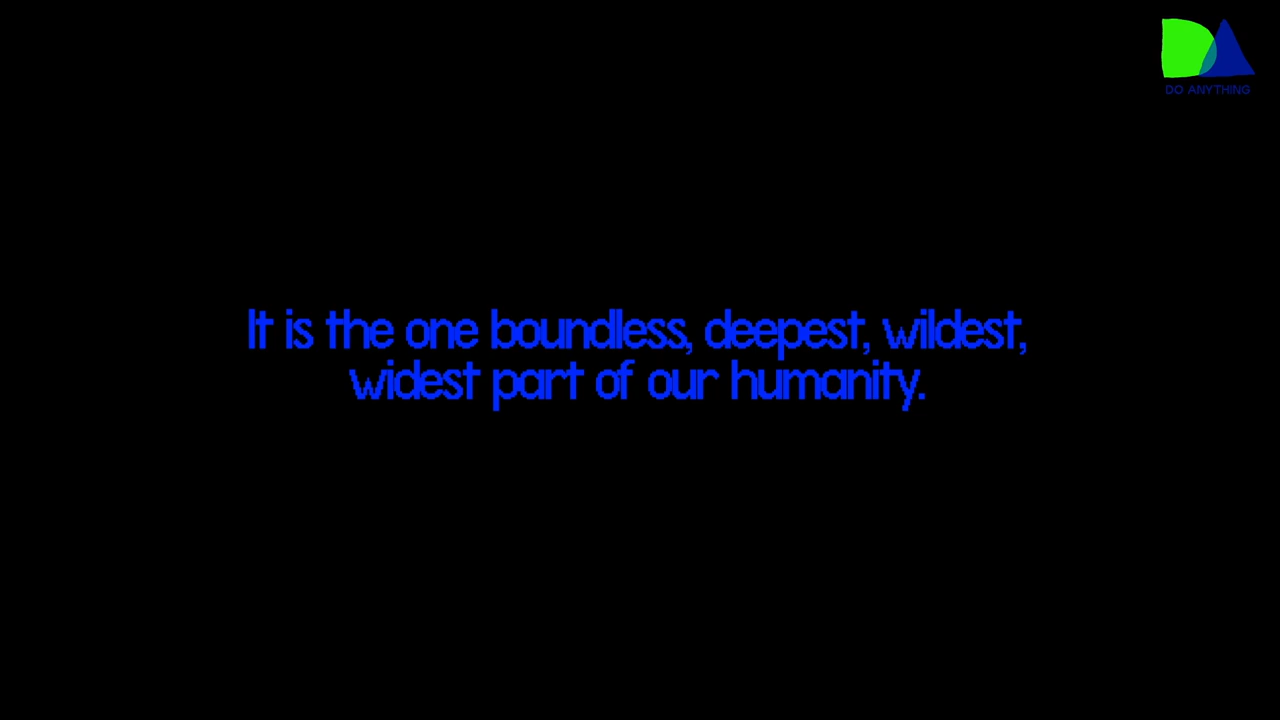 DO ANYTHING
It is the one boundless, deepest, wildest,
widest part of our humanity.